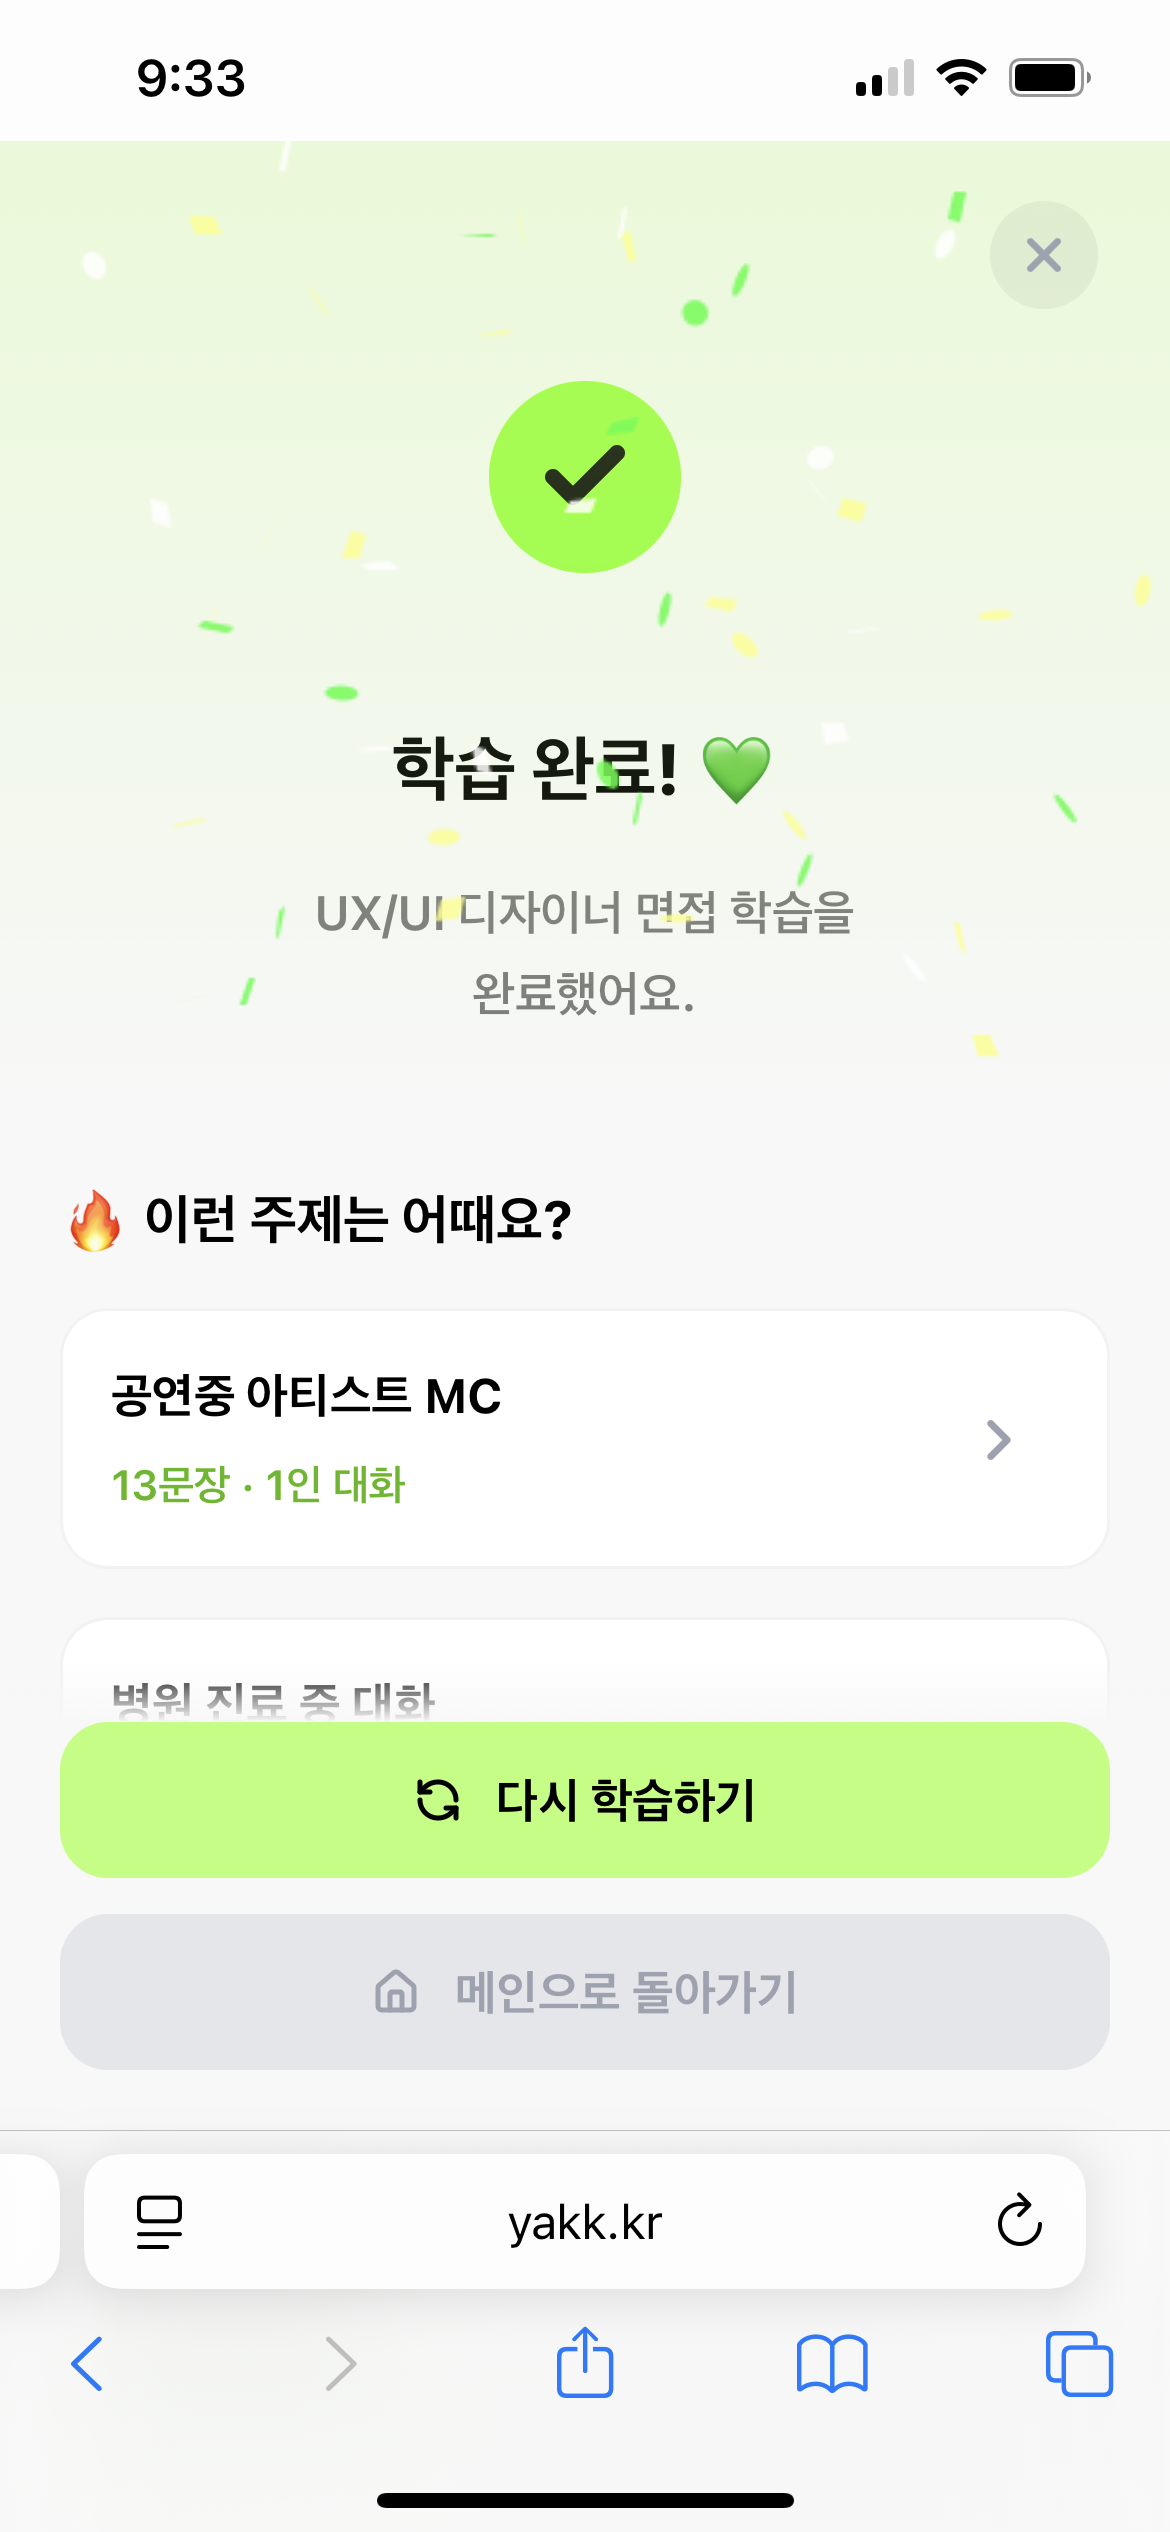 9:33
학습 완료! 💚
UX/UI 디자이너 면접 학습을
완료했어요.
🔥 이런 주제는 어때요?
공연중 아티스트 MC
13문장 · 1인 대화
병원 진료 중 대화
다시 학습하기
메인으로 돌아가기
yakk.kr